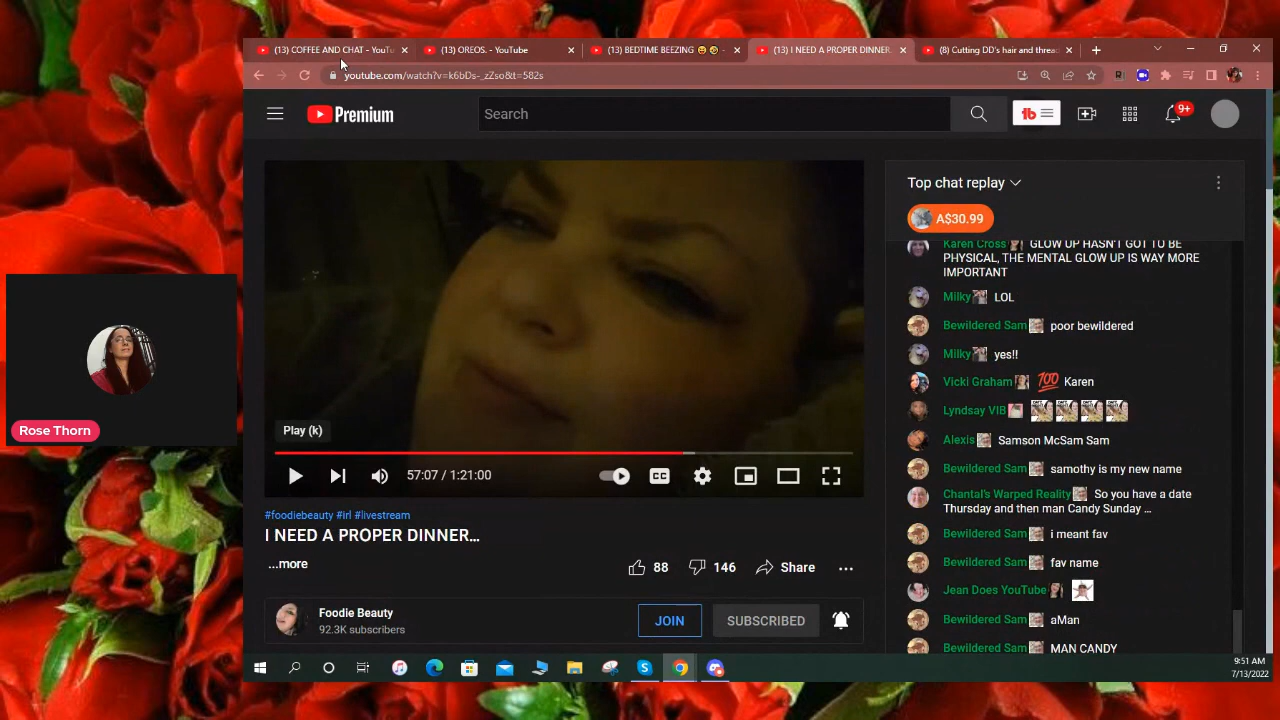 (13) COFFEE AND CHAT - YouTu
(13) OREOS. - YouTube
(13) BEDTIME BEEZING 😝 🤪 -
(13) I NEED A PROPER DINNER
(8) Cutting DD's hair and threa
youtube.com/watch?v=k6bDs-_zZso&t=582s
Premium
Search
9+
Top chat replay
A$30.99
Karen Cross GLOW UP HASN'T GOT TO BE
PHYSICAL, THE MENTAL GLOW UP IS WAY MORE
IMPORTANT
Milky LOL
Bewildered Sam poor bewildered
Milky yes!!
Vicki Graham 💯 Karen
Lyndsay VIB
Alexis Samson McSam Sam
Bewildered Sam samothy is my new name
Chantal's Warped Reality So you have a date
Thursday and then man Candy Sunday ...
Bewildered Sam i meant fav
Bewildered Sam fav name
Jean Does YouTube
Bewildered Sam aMan
Bewildered Sam MAN CANDY
Rose Thorn
Play (k)
57:07 / 1:21:00
CC
#foodiebeauty #irl #livestream
I NEED A PROPER DINNER...
...more
88
146
Share
Foodie Beauty
92.3K subscribers
JOIN
SUBSCRIBED
9:51 AM
7/13/2022